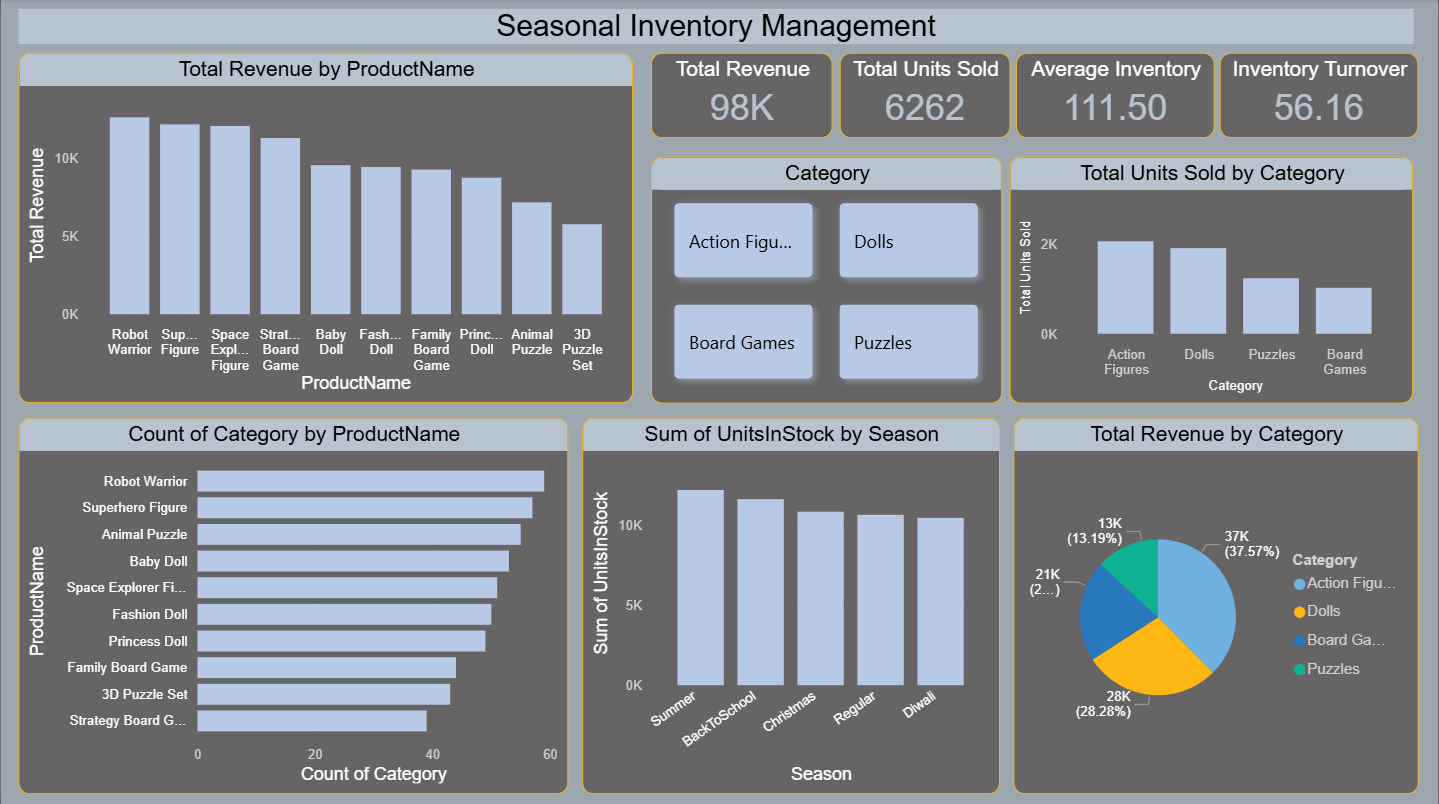 Seasonal Inventory Management
Total Revenue by ProductName
Total Revenue
10K
5K
0K
Robot
Warrior
Sup...
Figure
Space
Expl...
Figure
Strat...
Board
Game
Baby
Doll
Fash...
Doll
Family
Board
Game
Princ...
Doll
Animal
Puzzle
3D
Puzzle
Set
ProductName
Total Revenue
98K
Total Units Sold
6262
Average Inventory
111.50
Inventory Turnover
56.16
Category
Action Figu...
Dolls
Board Games
Puzzles
Total Units Sold by Category
Total Units Sold
2K
0K
Action
Figures
Dolls
Puzzles
Board
Games
Category
Count of Category by ProductName
ProductName
Robot Warrior
Superhero Figure
Animal Puzzle
Baby Doll
Space Explorer Fi...
Fashion Doll
Princess Doll
Family Board Game
3D Puzzle Set
Strategy Board G...
0 20 40 60
Count of Category
Sum of UnitsInStock by Season
Sum of UnitsInStock
10K
5K
0K
Summer
BackToSchool
Christmas
Regular
Diwali
Season
Total Revenue by Category
37K
(37.57%)
28K
(28.28%)
21K
(2...)
13K
(13.19%)
Category
Action Figu...
Dolls
Board Ga...
Puzzles